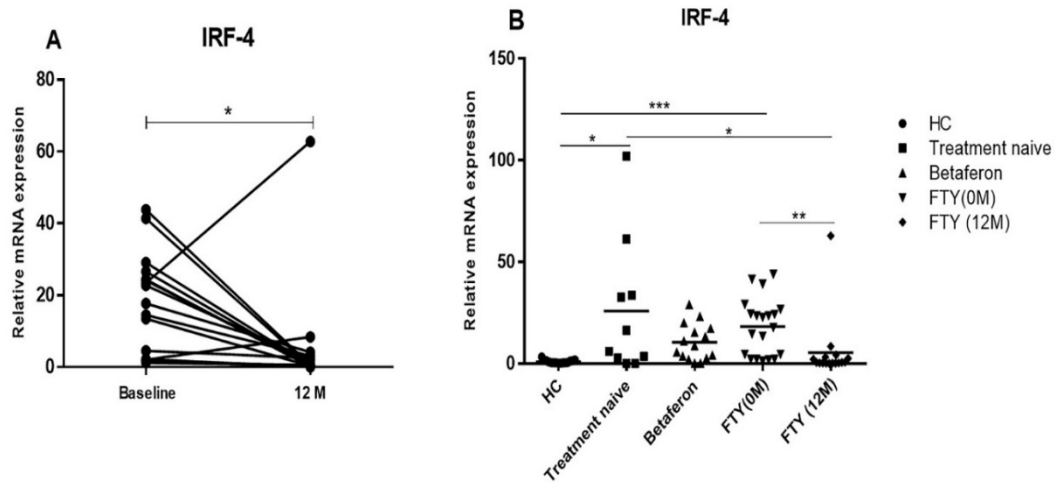 A
IRF-4
Relative mRNA expression
80
60
40
20
0
*
Baseline
12 M
B
IRF-4
Relative mRNA expression
150
100
50
0
***
*
*
**
HC
Treatment naive
Betaferon
FTY(0M)
FTY (12M)
HC
Treatment naive
Betaferon
FTY(0M)
FTY (12M)